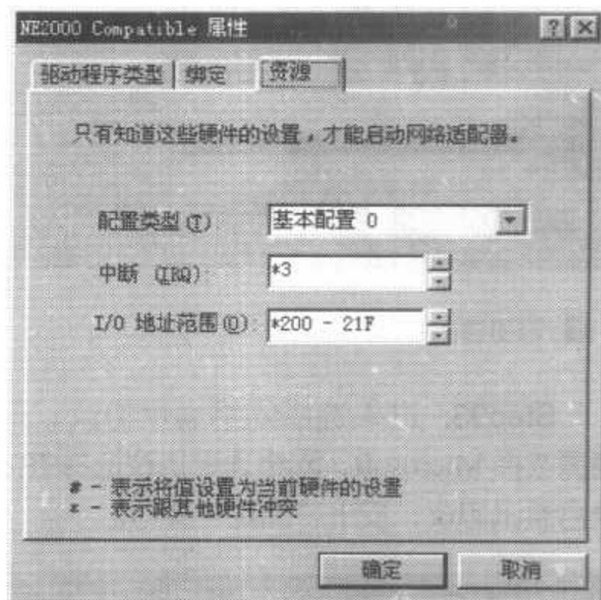 NE2000 Compatible 属性
驱动程序类型 绑定 资源
只有知道这些硬件的设置，才能启动网络适配器。
配置类型(T) 基本配置 0
中断 (IRQ): *3
I/O 地址范围(O): *200 - 21F
# - 表示将值设置为当前硬件的设置
* - 表示跟其他硬件冲突
确定 取消